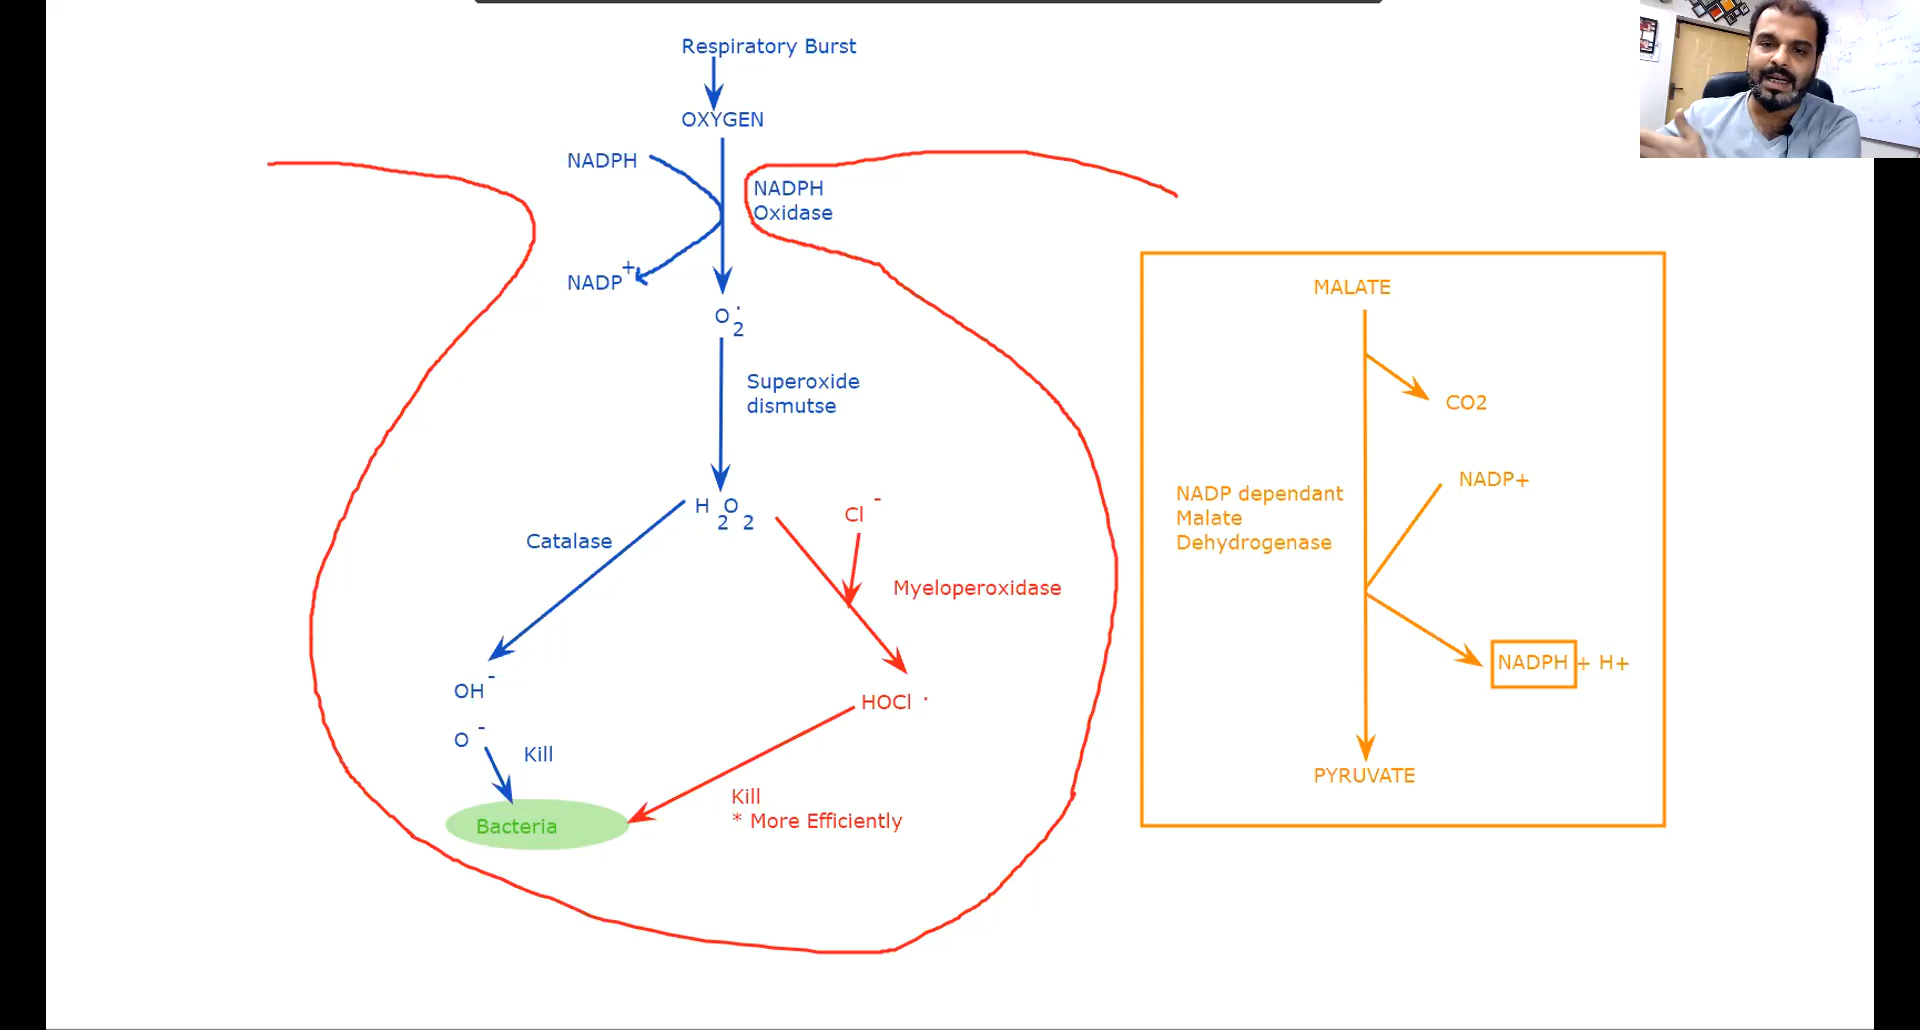 Respiratory Burst
OXYGEN
NADPH
NADPH
Oxidase
NADP+
O2·
Superoxide
dismutse
H2O2
Cl-
Catalase
Myeloperoxidase
OH-
HOCl ·
O-
Kill
Kill
* More Efficiently
Bacteria
MALATE
CO2
NADP+
NADP dependant
Malate
Dehydrogenase
NADPH + H+
PYRUVATE